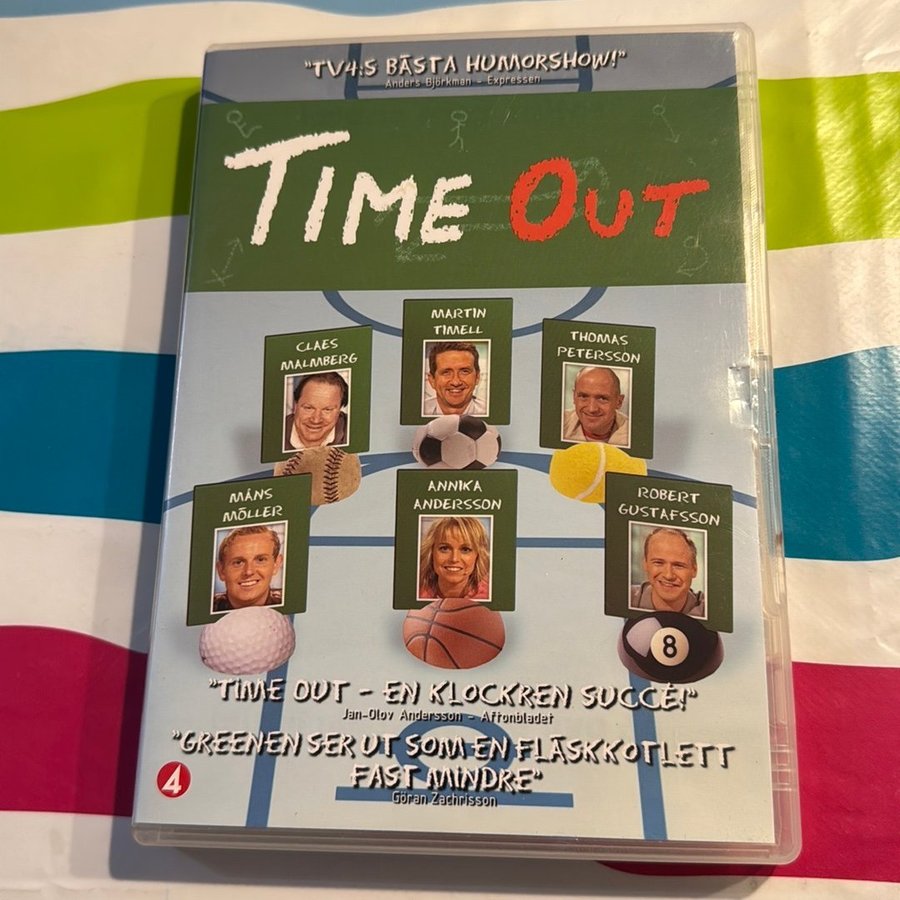 "TV4:S BÄSTA HUMORSHOW!"
Anders Björkman - Expressen
TIME OUT
MARTIN
TIMELL
CLAES
MALMBERG
THOMAS
PETERSSON
MÅNS
MÖLLER
ANNIKA
ANDERSSON
ROBERT
GUSTAFSSON
8
"TIME OUT - EN KLOCKREN SUCCÉ!"
Jan-Olov Andersson - Aftonbladet
"GREENEN SER UT SOM EN FLÄSKKOTLETT
FAST MINDRE"
Göran Zachrisson
4